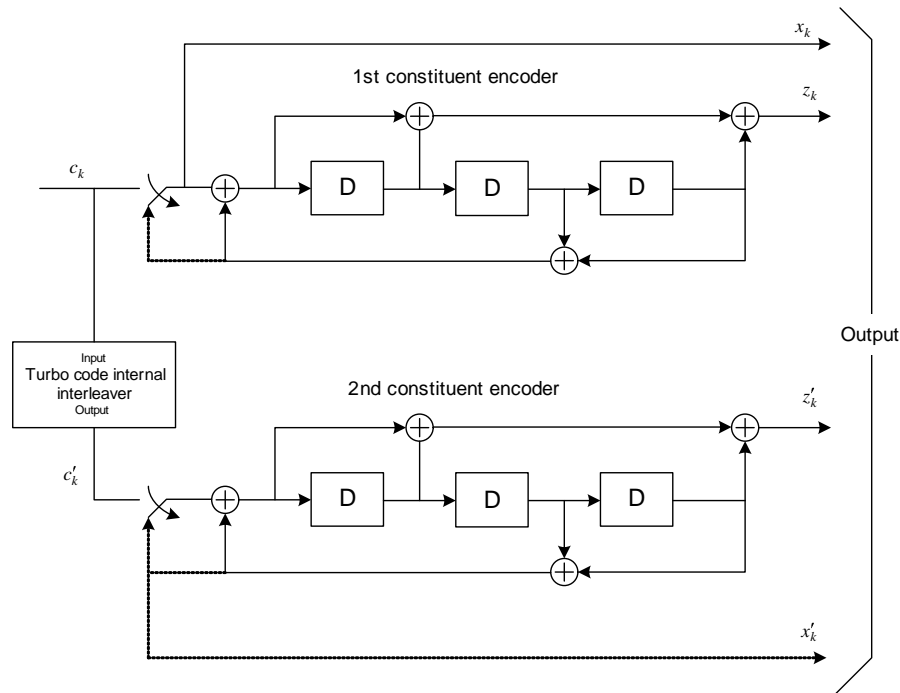 x_k
1st constituent encoder
z_k
c_k
D
D
D
Output
Input
Turbo code internal
interleaver
Output
2nd constituent encoder
z′_k
c′_k
D
D
D
x′_k